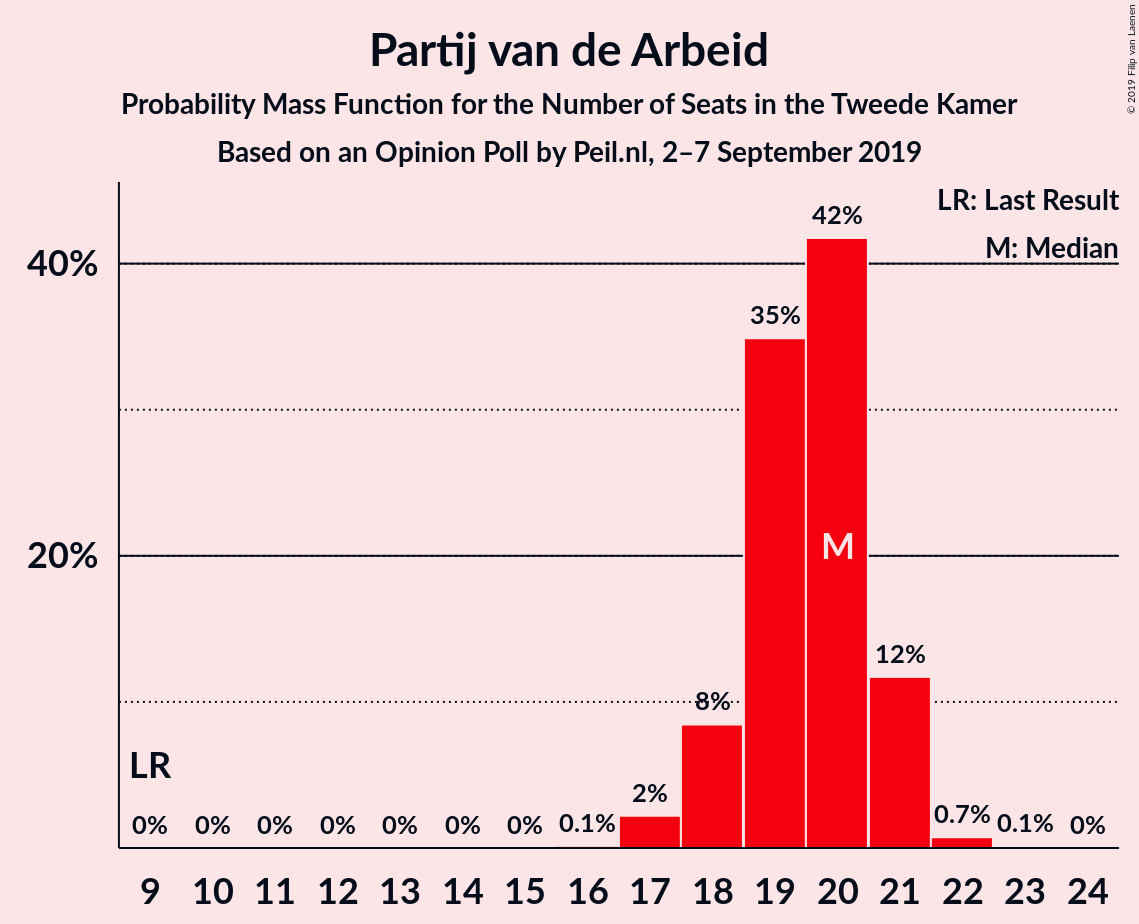 Partij van de Arbeid
Probability Mass Function for the Number of Seats in the Tweede Kamer
Based on an Opinion Poll by Peil.nl, 2–7 September 2019
© 2019 Filip van Laenen
LR: Last Result
M: Median
40%
20%
42%
35%
M
12%
8%
LR
2%
0% 0% 0% 0% 0% 0% 0% 0.1% 0.7% 0.1% 0%
9 10 11 12 13 14 15 16 17 18 19 20 21 22 23 24